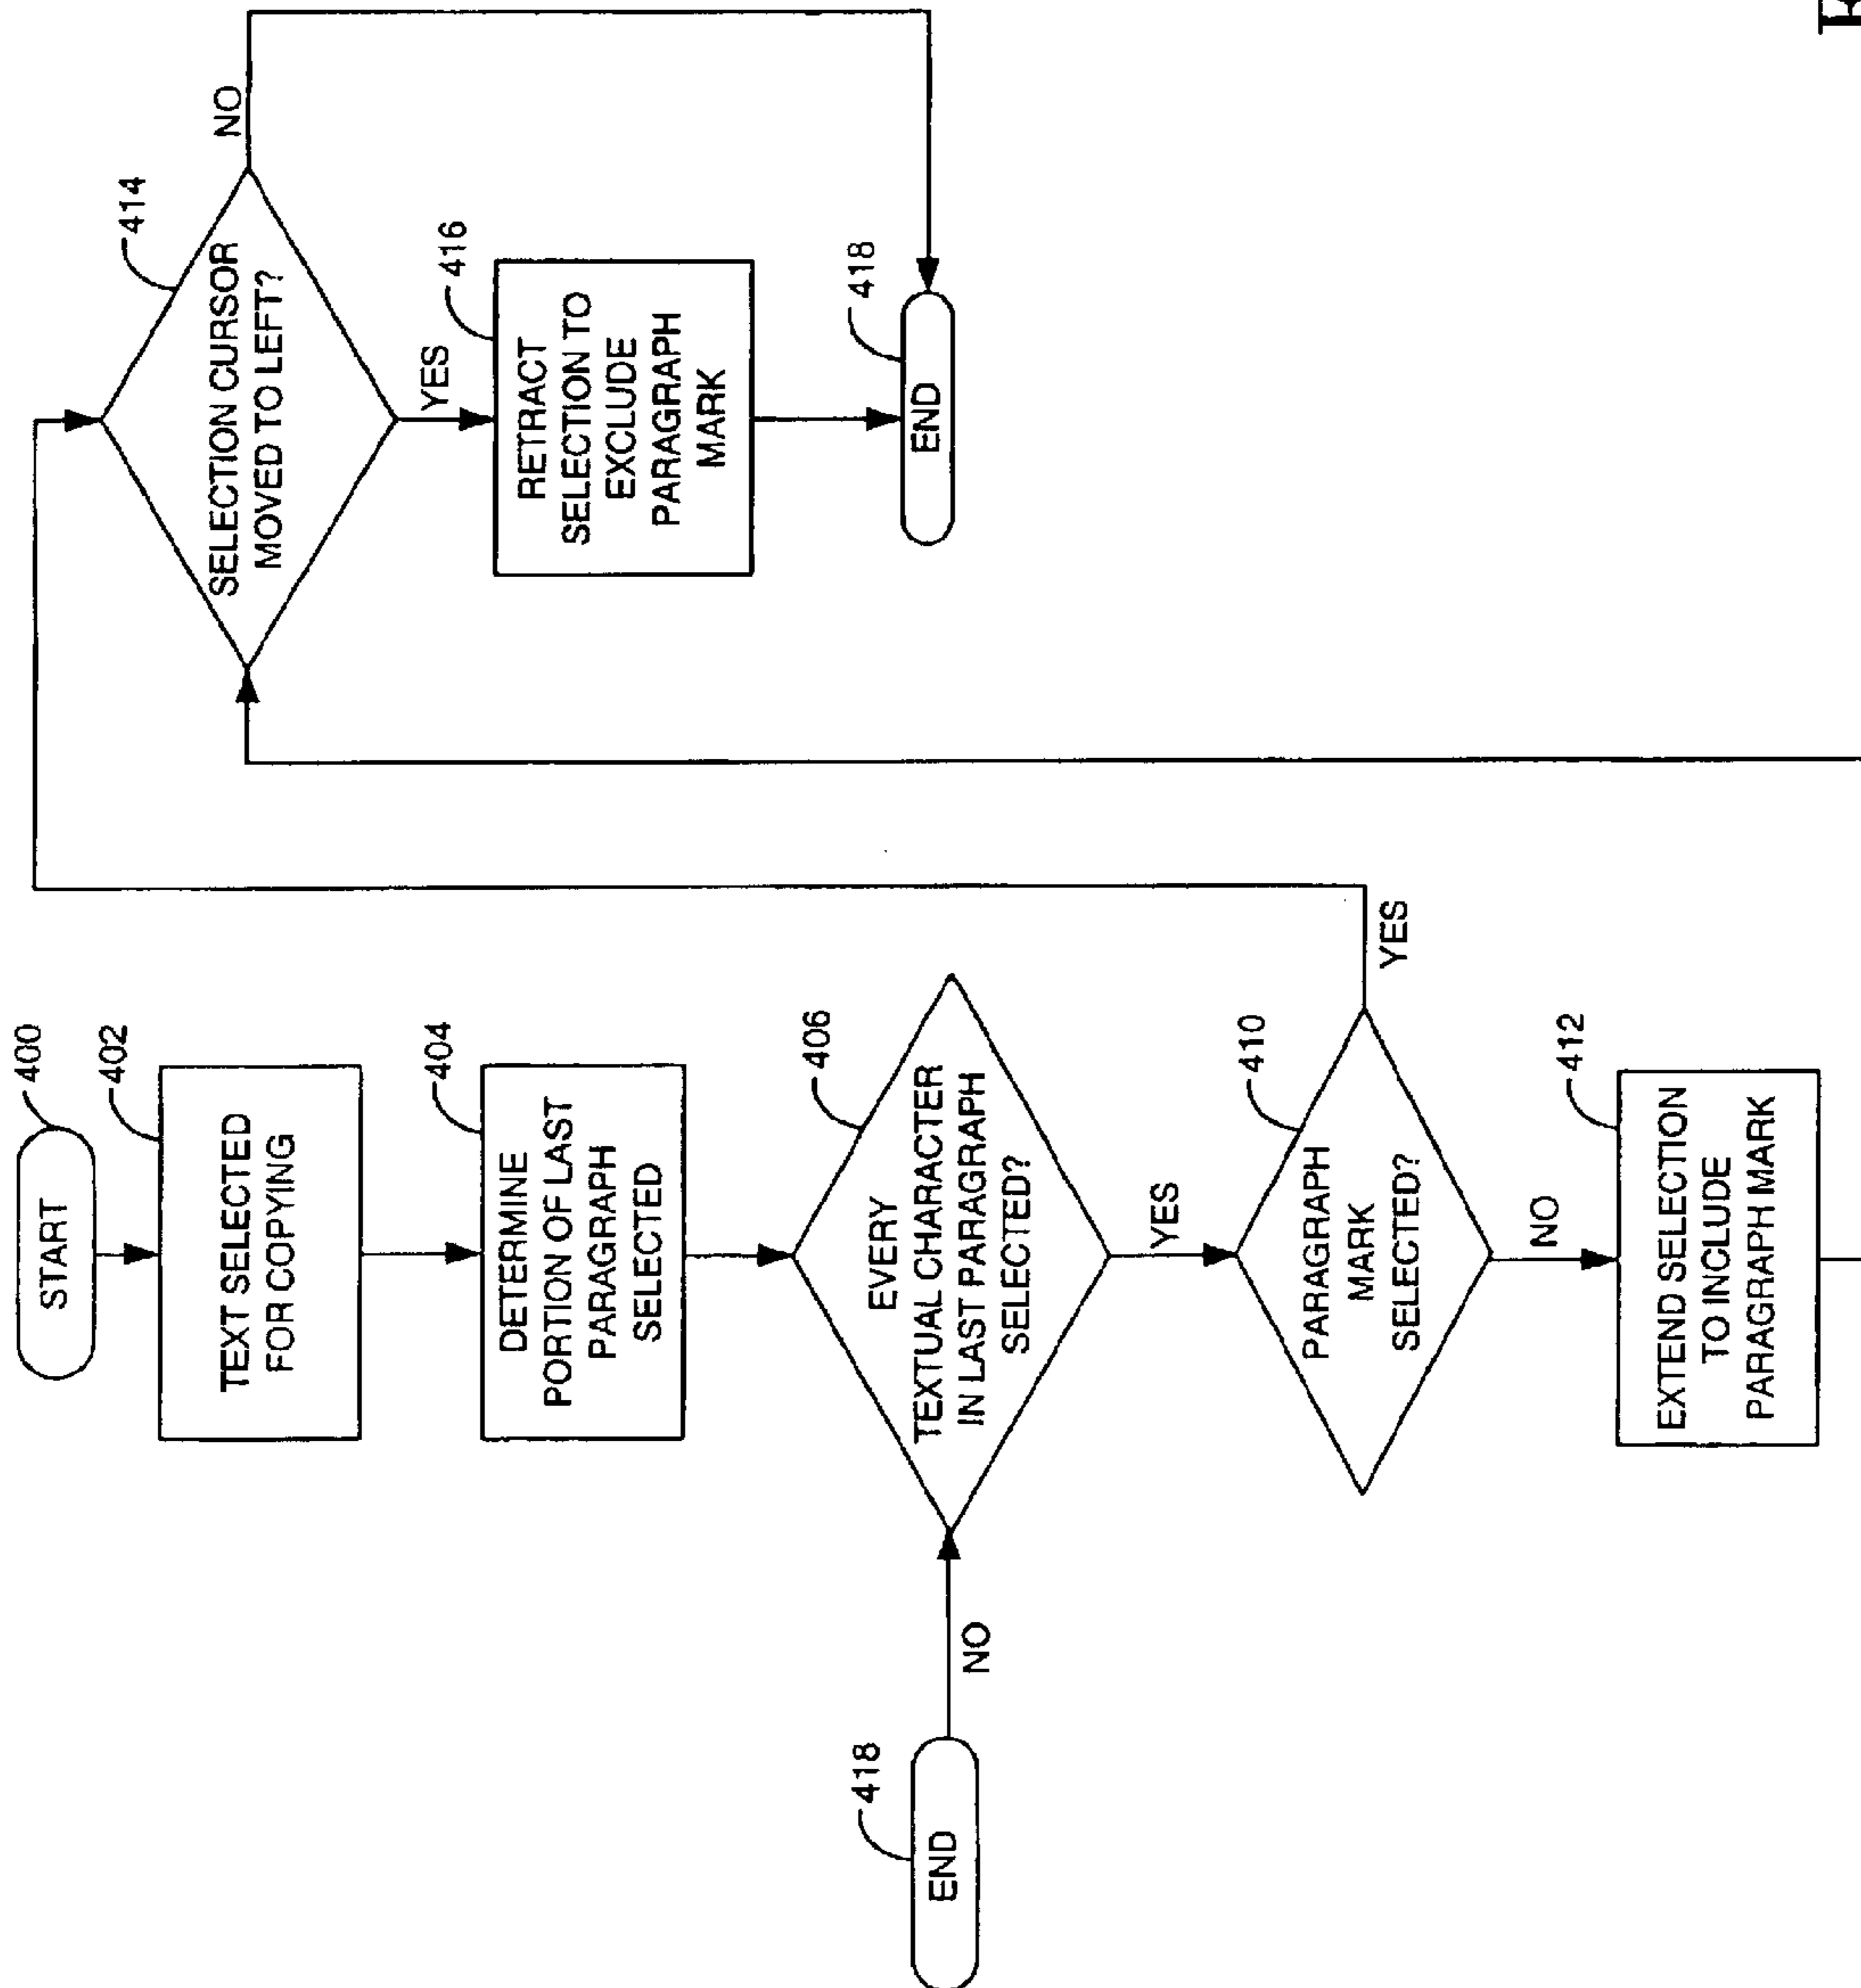 START
400
TEXT SELECTED
FOR COPYING
402
DETERMINE
PORTION OF LAST
PARAGRAPH
SELECTED
404
EVERY
TEXTUAL CHARACTER
IN LAST PARAGRAPH
SELECTED?
406
NO
END
418
YES
PARAGRAPH
MARK
SELECTED?
410
YES
NO
EXTEND SELECTION
TO INCLUDE
PARAGRAPH MARK
412
SELECTION CURSOR
MOVED TO LEFT?
414
NO
YES
RETRACT
SELECTION TO
EXCLUDE
PARAGRAPH
MARK
416
END
418